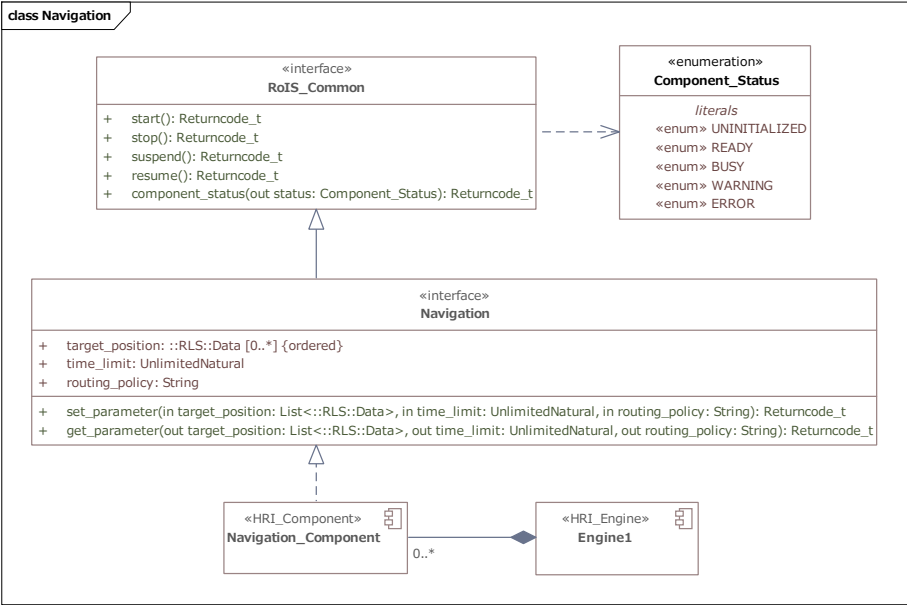 class Navigation
«interface»
RoIS_Common
+ start(): Returncode_t
+ stop(): Returncode_t
+ suspend(): Returncode_t
+ resume(): Returncode_t
+ component_status(out status: Component_Status): Returncode_t
«enumeration»
Component_Status
literals
«enum» UNINITIALIZED
«enum» READY
«enum» BUSY
«enum» WARNING
«enum» ERROR
«interface»
Navigation
+ target_position: ::RLS::Data [0..*] {ordered}
+ time_limit: UnlimitedNatural
+ routing_policy: String
+ set_parameter(in target_position: List<::RLS::Data>, in time_limit: UnlimitedNatural, in routing_policy: String): Returncode_t
+ get_parameter(out target_position: List<::RLS::Data>, out time_limit: UnlimitedNatural, out routing_policy: String): Returncode_t
«HRI_Component»
Navigation_Component
0..*
«HRI_Engine»
Engine1